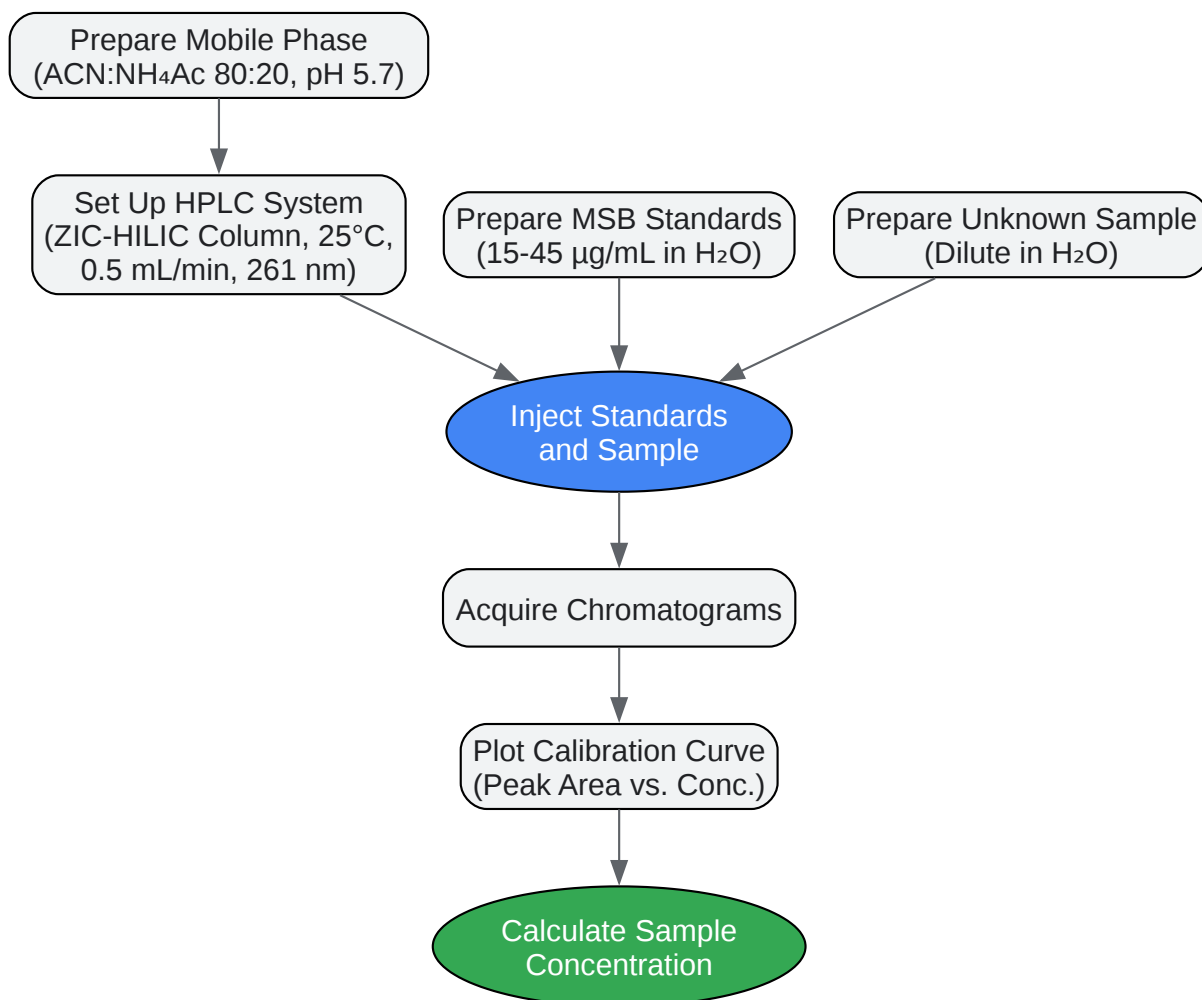 Prepare Mobile Phase
(ACN:NH₄Ac 80:20, pH 5.7)
Set Up HPLC System
(ZIC-HILIC Column, 25°C,
0.5 mL/min, 261 nm)
Prepare MSB Standards
(15-45 µg/mL in H₂O)
Prepare Unknown Sample
(Dilute in H₂O)
Inject Standards
and Sample
Acquire Chromatograms
Plot Calibration Curve
(Peak Area vs. Conc.)
Calculate Sample
Concentration